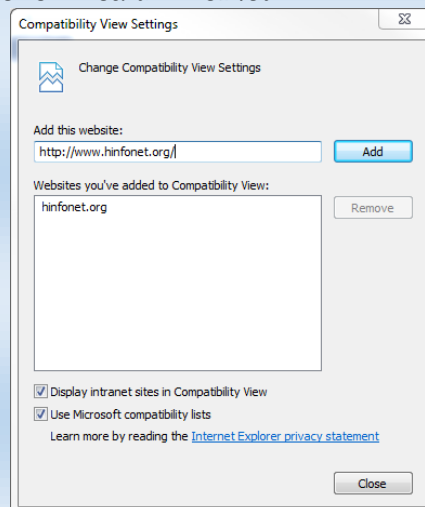 Compatibility View Settings
Change Compatibility View Settings
Add this website:
http://www.hinfonet.org/
Add
Websites you've added to Compatibility View:
hinfonet.org
Remove
Display intranet sites in Compatibility View
Use Microsoft compatibility lists
Learn more by reading the Internet Explorer privacy statement
Close